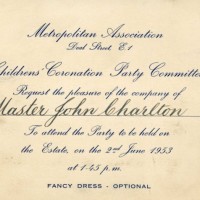 Metropolitan Association
Deal Street, E.1
Childrens' Coronation Party Committee
Request the pleasure of the company of
Master John Charlton
To attend the Party to be held on
the Estate, on the 2nd June 1953
at 1·45 p.m.
FANCY DRESS - OPTIONAL